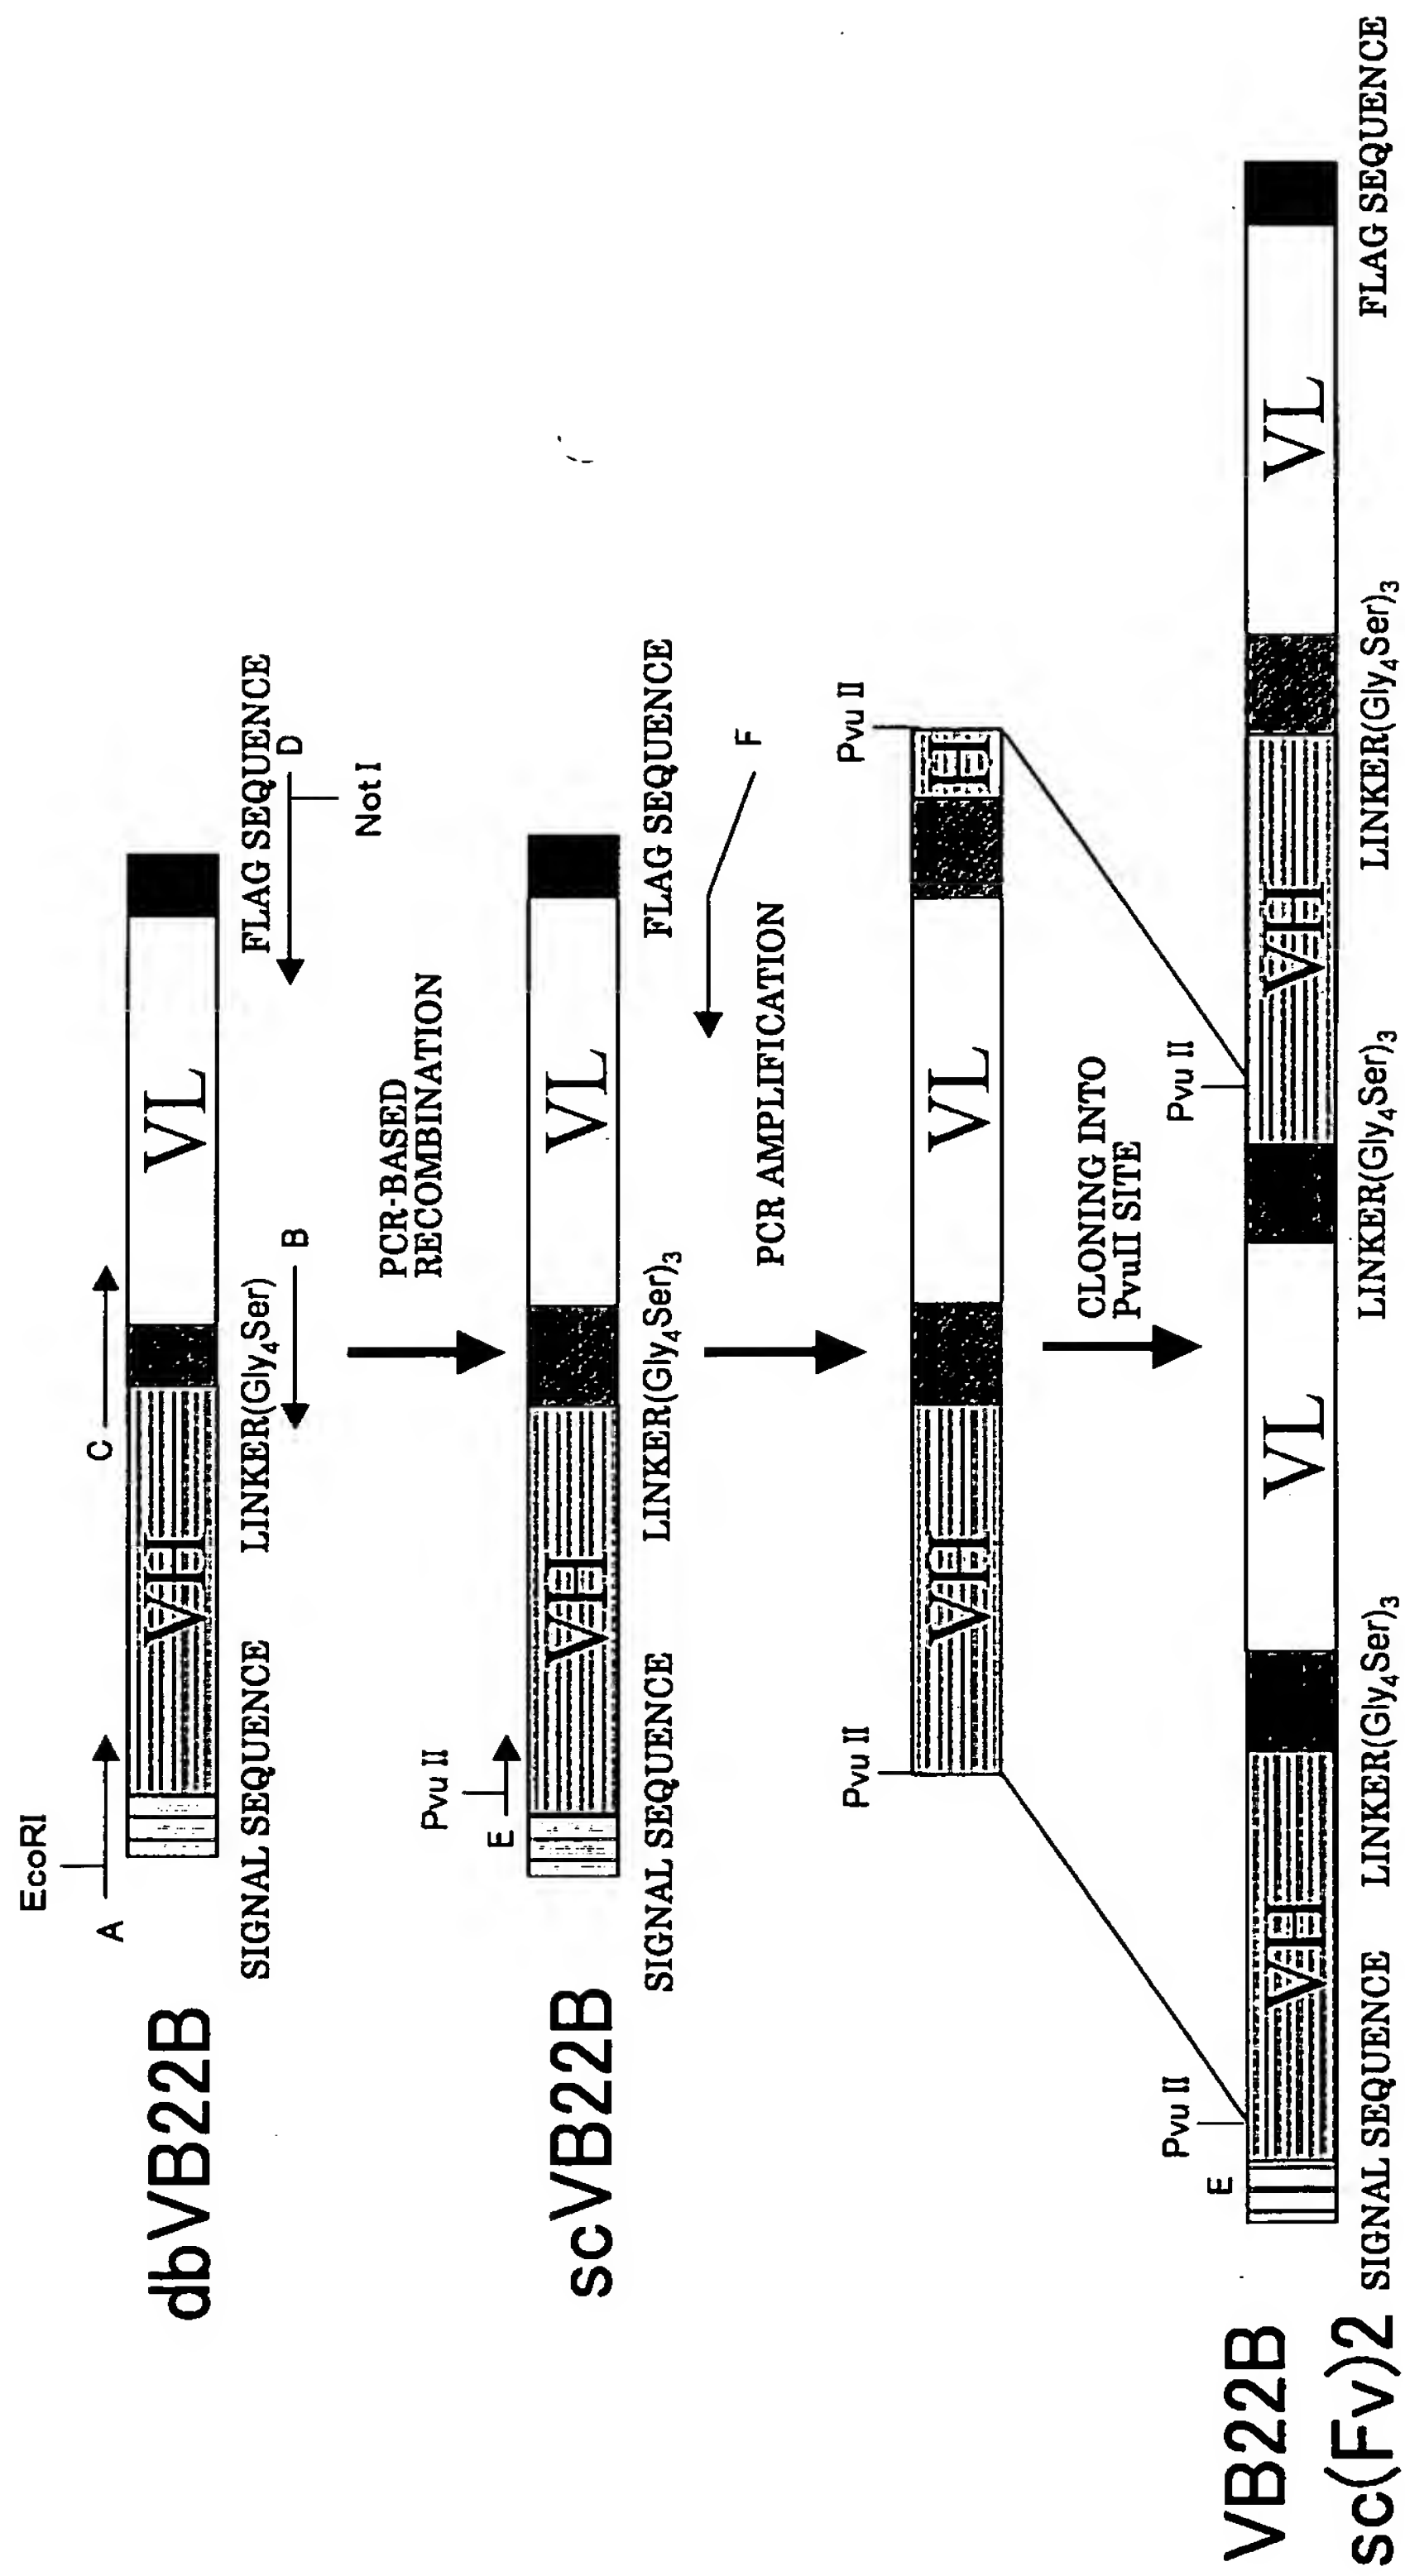 dbVB22B
EcoRI
A
C
VH
VL
SIGNAL SEQUENCE
LINKER(Gly4Ser)
FLAG SEQUENCE
B
D
Not I
PCR-BASED
RECOMBINATION
scVB22B
Pvu II
E
VH
VL
SIGNAL SEQUENCE
LINKER(Gly4Ser)3
FLAG SEQUENCE
F
PCR AMPLIFICATION
Pvu II
Pvu II
VH
VL
H
CLONING INTO
PvuII SITE
VB22B
sc(Fv)2
Pvu II
Pvu II
E
VH
VL
VH
VL
SIGNAL SEQUENCE
LINKER(Gly4Ser)3
LINKER(Gly4Ser)3
LINKER(Gly4Ser)3
FLAG SEQUENCE